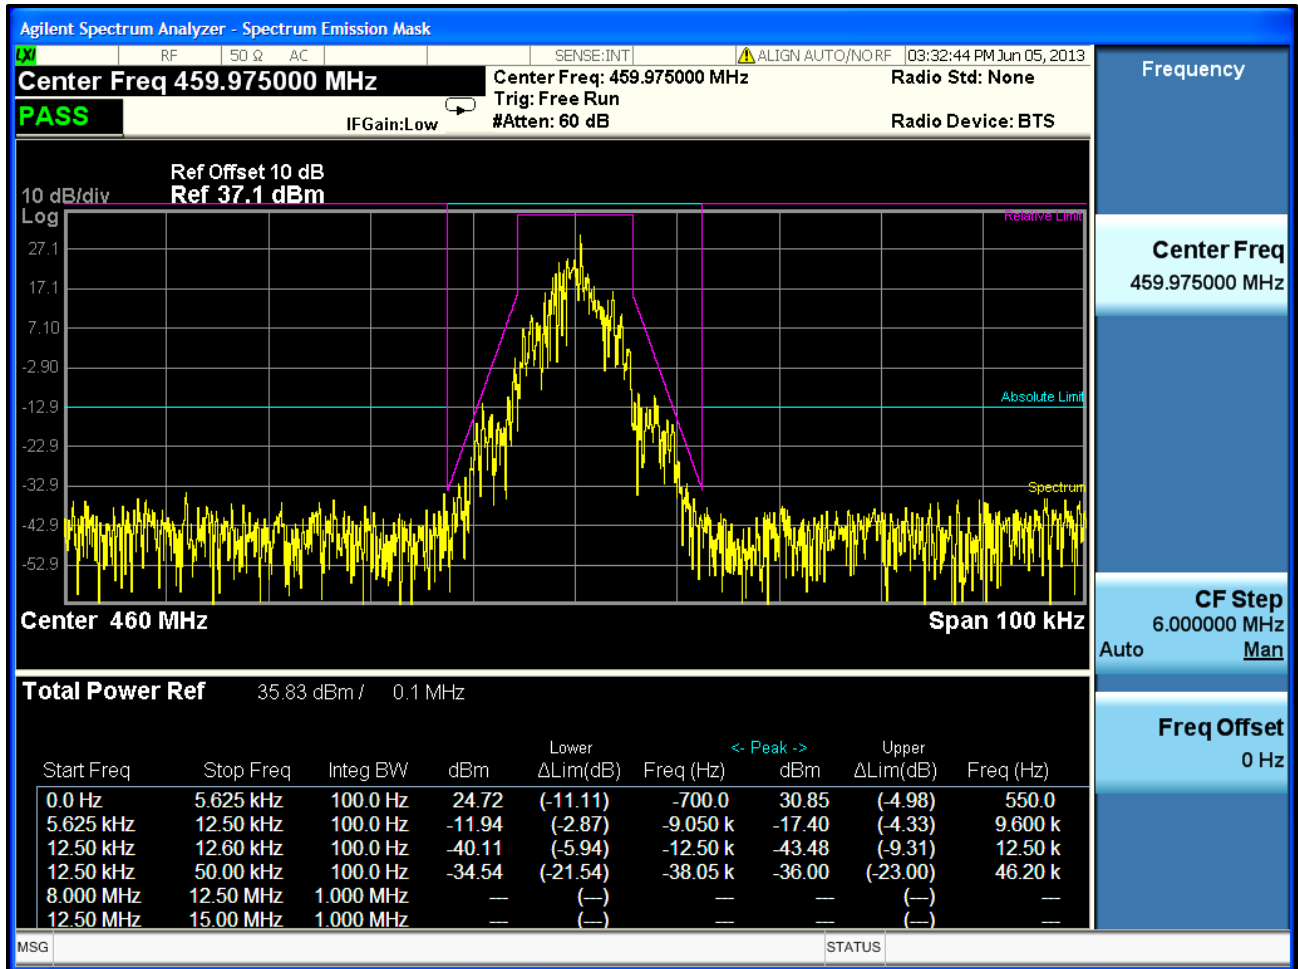 Agilent Spectrum Analyzer - Spectrum Emission Mask
LXI RF 50 Ω AC SENSE:INT ALIGN AUTO/NO RF 03:32:44 PM Jun 05, 2013
Center Freq 459.975000 MHz
Center Freq: 459.975000 MHz Radio Std: None
Trig: Free Run
PASS IFGain:Low #Atten: 60 dB Radio Device: BTS
Ref Offset 10 dB
10 dB/div Ref 37.1 dBm
Log
Relative Limit
27.1
17.1
7.10
-2.90
Absolute Limit
-12.9
-22.9
-32.9
Spectrum
-42.9
-52.9
Center 460 MHz Span 100 kHz
Total Power Ref 35.83 dBm / 0.1 MHz
Lower <- Peak -> Upper
Start Freq Stop Freq Integ BW dBm ΔLim(dB) Freq (Hz) dBm ΔLim(dB) Freq (Hz)
0.0 Hz 5.625 kHz 100.0 Hz 24.72 (-11.11) -700.0 30.85 (-4.98) 550.0
5.625 kHz 12.50 kHz 100.0 Hz -11.94 (-2.87) -9.050 k -17.40 (-4.33) 9.600 k
12.50 kHz 12.60 kHz 100.0 Hz -40.11 (-5.94) -12.50 k -43.48 (-9.31) 12.50 k
12.50 kHz 50.00 kHz 100.0 Hz -34.54 (-21.54) -38.05 k -36.00 (-23.00) 46.20 k
8.000 MHz 12.50 MHz 1.000 MHz --- (---) --- --- (---) ---
12.50 MHz 15.00 MHz 1.000 MHz --- (---) --- --- (---) ---
MSG STATUS
Frequency
Center Freq
459.975000 MHz
CF Step
6.000000 MHz
Auto Man
Freq Offset
0 Hz